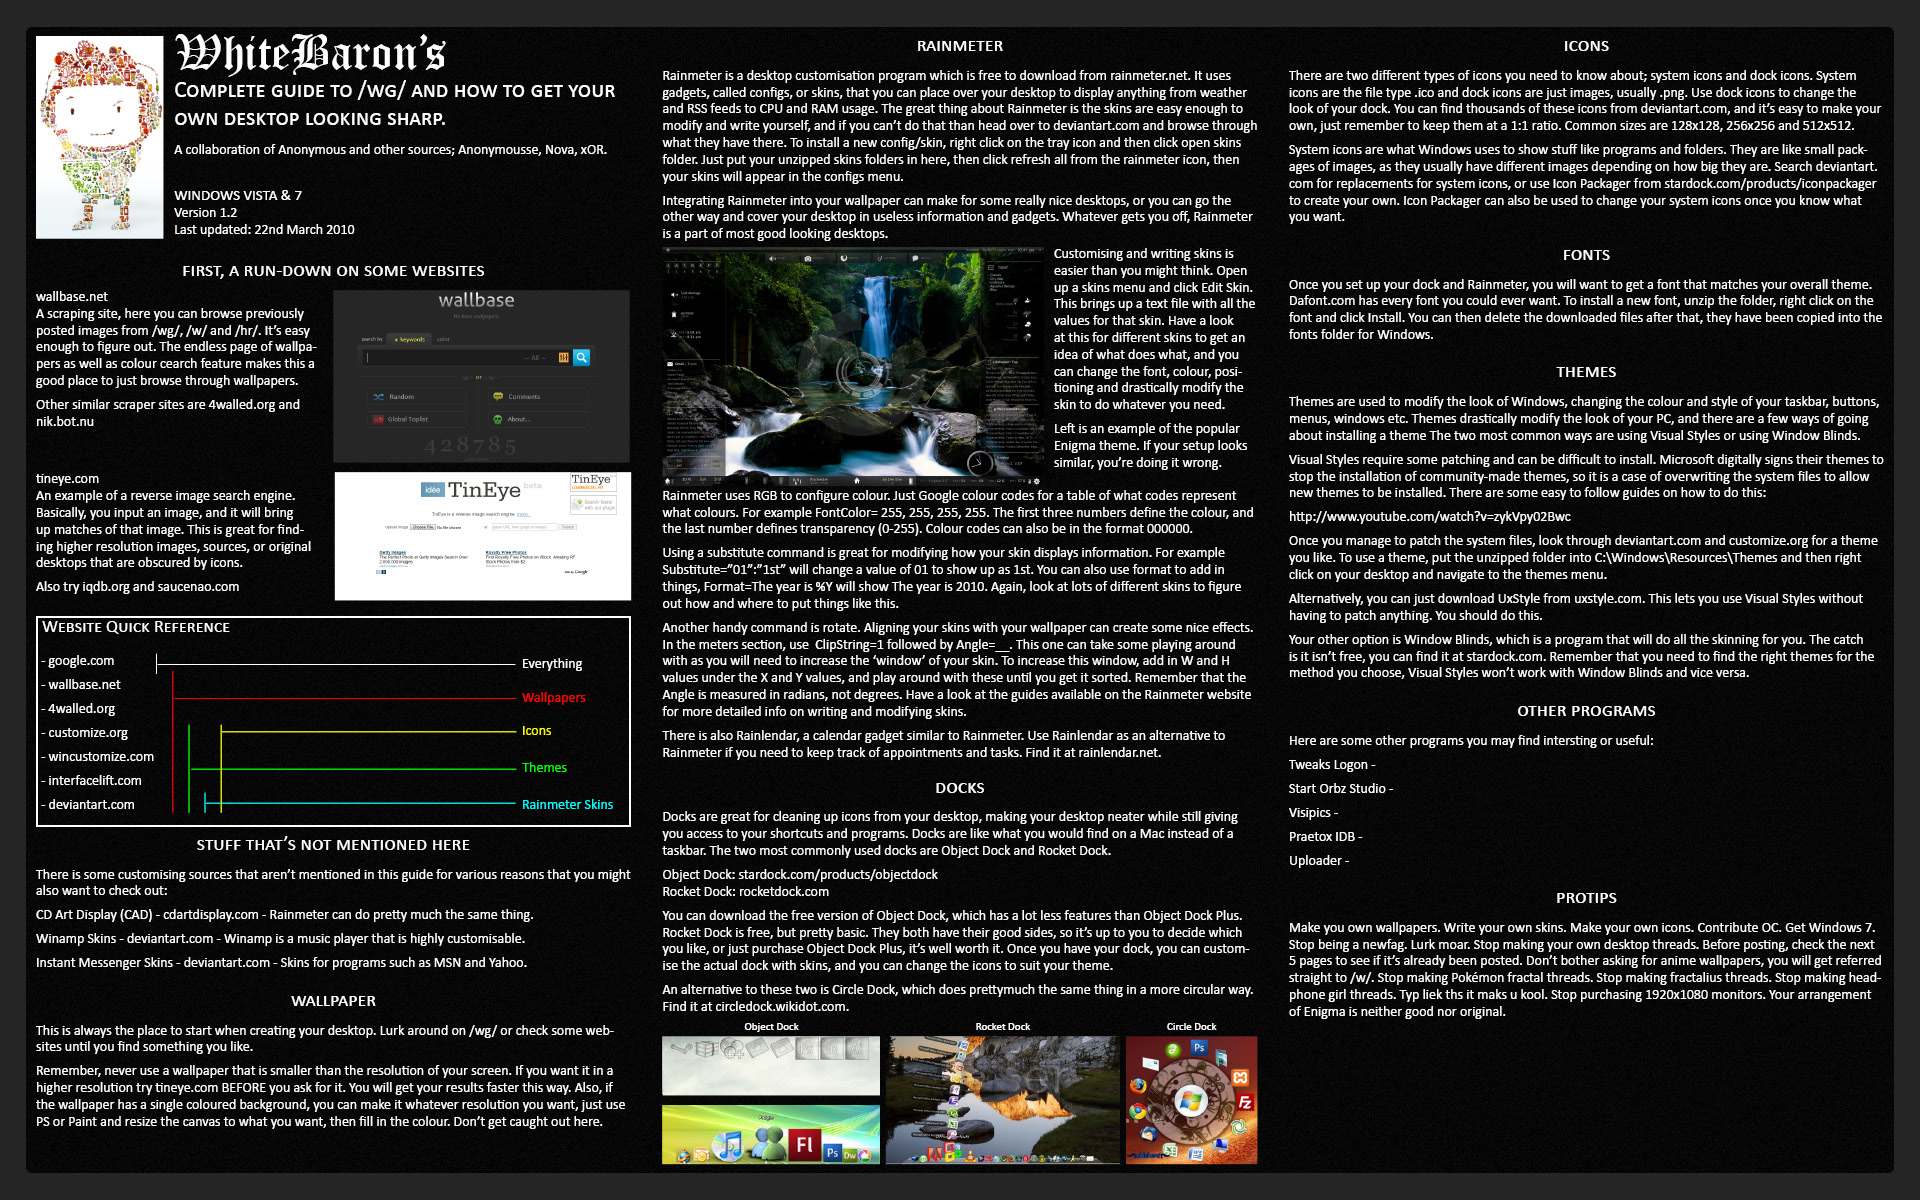 WhiteBaron's
Complete guide to /wg/ and how to get your
own desktop looking sharp.
A collaboration of Anonymous and other sources; Anonymousse, Nova, xOR.
WINDOWS VISTA & 7
Version 1.2
Last updated: 22nd March 2010
FIRST, A RUN-DOWN ON SOME WEBSITES
wallbase.net
A scraping site, here you can browse previously
posted images from /wg/, /w/ and /hr/. It's easy
enough to figure out. The endless page of wallpa-
pers as well as colour cearch feature makes this a
good place to just browse through wallpapers.
Other similar scraper sites are 4walled.org and
nik.bot.nu
wallbase
search by
keywords
color
All
or
Random
Comments
Global Toplist
About...
428785
tineye.com
An example of a reverse image search engine.
Basically, you input an image, and it will bring
up matches of that image. This is great for find-
ing higher resolution images, sources, or original
desktops that are obscured by icons.
Also try iqdb.org and saucenao.com
idée TinEye beta
TinEye is a reverse image search engine
Website Quick Reference
- google.com
Everything
- wallbase.net
Wallpapers
- 4walled.org
- customize.org
Icons
- wincustomize.com
Themes
- interfacelift.com
- deviantart.com
Rainmeter Skins
STUFF THAT'S NOT MENTIONED HERE
There is some customising sources that aren't mentioned in this guide for various reasons that you might
also want to check out:
CD Art Display (CAD) - cdartdisplay.com - Rainmeter can do pretty much the same thing.
Winamp Skins - deviantart.com - Winamp is a music player that is highly customisable.
Instant Messenger Skins - deviantart.com - Skins for programs such as MSN and Yahoo.
WALLPAPER
This is always the place to start when creating your desktop. Lurk around on /wg/ or check some web-
sites until you find something you like.
Remember, never use a wallpaper that is smaller than the resolution of your screen. If you want it in a
higher resolution try tineye.com BEFORE you ask for it. You will get your results faster this way. Also, if
the wallpaper has a single coloured background, you can make it whatever resolution you want, just use
PS or Paint and resize the canvas to what you want, then fill in the colour. Don't get caught out here.
RAINMETER
Rainmeter is a desktop customisation program which is free to download from rainmeter.net. It uses
gadgets, called configs, or skins, that you can place over your desktop to display anything from weather
and RSS feeds to CPU and RAM usage. The great thing about Rainmeter is the skins are easy enough to
modify and write yourself, and if you can't do that than head over to deviantart.com and browse through
what they have there. To install a new config/skin, right click on the tray icon and then click open skins
folder. Just put your unzipped skins folders in here, then click refresh all from the rainmeter icon, then
your skins will appear in the configs menu.
Integrating Rainmeter into your wallpaper can make for some really nice desktops, or you can go the
other way and cover your desktop in useless information and gadgets. Whatever gets you off, Rainmeter
is a part of most good looking desktops.
Customising and writing skins is
easier than you might think. Open
up a skins menu and click Edit Skin.
This brings up a text file with all the
values for that skin. Have a look
at this for different skins to get an
idea of what does what, and you
can change the font, colour, posi-
tioning and drastically modify the
skin to do whatever you need.
Left is an example of the popular
Enigma theme. If your setup looks
similar, you're doing it wrong.
Rainmeter uses RGB to configure colour. Just Google colour codes for a table of what codes represent
what colours. For example FontColor= 255, 255, 255, 255. The first three numbers define the colour, and
the last number defines transparency (0-255). Colour codes can also be in the format 000000.
Using a substitute command is great for modifying how your skin displays information. For example
Substitute="01":"1st" will change a value of 01 to show up as 1st. You can also use format to add in
things, Format=The year is %Y will show The year is 2010. Again, look at lots of different skins to figure
out how and where to put things like this.
Another handy command is rotate. Aligning your skins with your wallpaper can create some nice effects.
In the meters section, use  ClipString=1 followed by Angle=__. This one can take some playing around
with as you will need to increase the 'window' of your skin. To increase this window, add in W and H
values under the X and Y values, and play around with these until you get it sorted. Remember that the
Angle is measured in radians, not degrees. Have a look at the guides available on the Rainmeter website
for more detailed info on writing and modifying skins.
There is also Rainlendar, a calendar gadget similar to Rainmeter. Use Rainlendar as an alternative to
Rainmeter if you need to keep track of appointments and tasks. Find it at rainlendar.net.
DOCKS
Docks are great for cleaning up icons from your desktop, making your desktop neater while still giving
you access to your shortcuts and programs. Docks are like what you would find on a Mac instead of a
taskbar. The two most commonly used docks are Object Dock and Rocket Dock.
Object Dock: stardock.com/products/objectdock
Rocket Dock: rocketdock.com
You can download the free version of Object Dock, which has a lot less features than Object Dock Plus.
Rocket Dock is free, but pretty basic. They both have their good sides, so it's up to you to decide which
you like, or just purchase Object Dock Plus, it's well worth it. Once you have your dock, you can custom-
ise the actual dock with skins, and you can change the icons to suit your theme.
An alternative to these two is Circle Dock, which does prettymuch the same thing in a more circular way.
Find it at circledock.wikidot.com.
Object Dock
Rocket Dock
Circle Dock
Fl
Ps
Dw
Ps
Fz
ICONS
There are two different types of icons you need to know about; system icons and dock icons. System
icons are the file type .ico and dock icons are just images, usually .png. Use dock icons to change the
look of your dock. You can find thousands of these icons from deviantart.com, and it's easy to make your
own, just remember to keep them at a 1:1 ratio. Common sizes are 128x128, 256x256 and 512x512.
System icons are what Windows uses to show stuff like programs and folders. They are like small pack-
ages of images, as they usually have different images depending on how big they are. Search deviantart.
com for replacements for system icons, or use Icon Packager from stardock.com/products/iconpackager
to create your own. Icon Packager can also be used to change your system icons once you know what
you want.
FONTS
Once you set up your dock and Rainmeter, you will want to get a font that matches your overall theme.
Dafont.com has every font you could ever want. To install a new font, unzip the folder, right click on the
font and click Install. You can then delete the downloaded files after that, they have been copied into the
fonts folder for Windows.
THEMES
Themes are used to modify the look of Windows, changing the colour and style of your taskbar, buttons,
menus, windows etc. Themes drastically modify the look of your PC, and there are a few ways of going
about installing a theme The two most common ways are using Visual Styles or using Window Blinds.
Visual Styles require some patching and can be difficult to install. Microsoft digitally signs their themes to
stop the installation of community-made themes, so it is a case of overwriting the system files to allow
new themes to be installed. There are some easy to follow guides on how to do this:
http://www.youtube.com/watch?v=zykVpy02Bwc
Once you manage to patch the system files, look through deviantart.com and customize.org for a theme
you like. To use a theme, put the unzipped folder into C:\Windows\Resources\Themes and then right
click on your desktop and navigate to the themes menu.
Alternatively, you can just download UxStyle from uxstyle.com. This lets you use Visual Styles without
having to patch anything. You should do this.
Your other option is Window Blinds, which is a program that will do all the skinning for you. The catch
is it isn't free, you can find it at stardock.com. Remember that you need to find the right themes for the
method you choose, Visual Styles won't work with Window Blinds and vice versa.
OTHER PROGRAMS
Here are some other programs you may find intersting or useful:
Tweaks Logon -
Start Orbz Studio -
Visipics -
Praetox IDB -
Uploader -
PROTIPS
Make you own wallpapers. Write your own skins. Make your own icons. Contribute OC. Get Windows 7.
Stop being a newfag. Lurk moar. Stop making your own desktop threads. Before posting, check the next
5 pages to see if it's already been posted. Don't bother asking for anime wallpapers, you will get referred
straight to /w/. Stop making Pokémon fractal threads. Stop making fractalius threads. Stop making head-
phone girl threads. Typ liek ths it maks u kool. Stop purchasing 1920x1080 monitors. Your arrangement
of Enigma is neither good nor original.